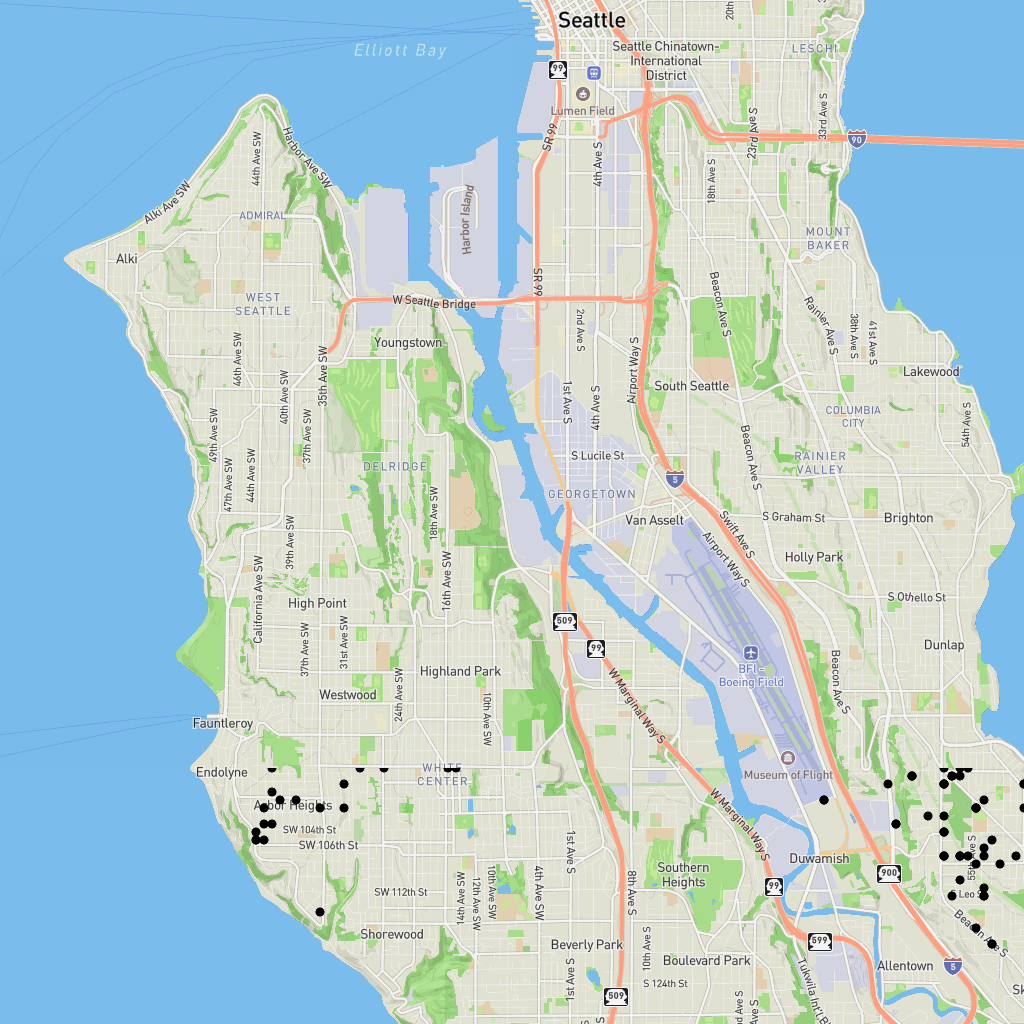 Seattle
20th
Elliott Bay
Seattle Chinatown-
International
District
LESCHI
99
Lumen Field
SR 99
4th Ave S
23rd Ave S
33rd Ave S
90
44th Ave SW
Harbor Ave SW
Alki Ave SW
ADMIRAL
Harbor Island
18th Ave S
MOUNT
BAKER
Alki
WEST
SEATTLE
W Seattle Bridge
SR 99
Beacon Ave S
Rainier Ave S
38th Ave S
41st Ave S
Youngstown
2nd Ave S
Airport Way S
46th Ave SW
35th Ave SW
40th Ave SW
1st Ave S
4th Ave S
South Seattle
Lakewood
49th Ave SW
37th Ave SW
COLUMBIA
CITY
54th Ave S
Beacon Ave S
S Lucile St
DELRIDGE
RAINIER
VALLEY
47th Ave SW
44th Ave SW
5
GEORGETOWN
18th Ave SW
39th Ave SW
Van Asselt
Swift Ave S
S Graham St
Brighton
Airport Way S
Holly Park
California Ave SW
16th Ave SW
High Point
S Othello St
509
37th Ave SW
31st Ave SW
99
Dunlap
BFI -
Boeing Field
Highland Park
Westwood
24th Ave SW
10th Ave SW
W Marginal Way S
Beacon Ave S
Fauntleroy
Endolyne
WHITE
CENTER
Museum of Flight
Arbor Heights
W Marginal Way S
SW 104th St
SW 106th St
1st Ave S
Duwamish
55th Ave S
Southern
Heights
900
99
SW 112th St
14th Ave SW
12th Ave SW
10th Ave SW
4th Ave SW
8th Ave S
Beacon Ave S
Shorewood
Beverly Park
10th Ave S
599
Boulevard Park
Allentown
5
1st Ave S
S 124th St
Tukwila Int'l Bl
509